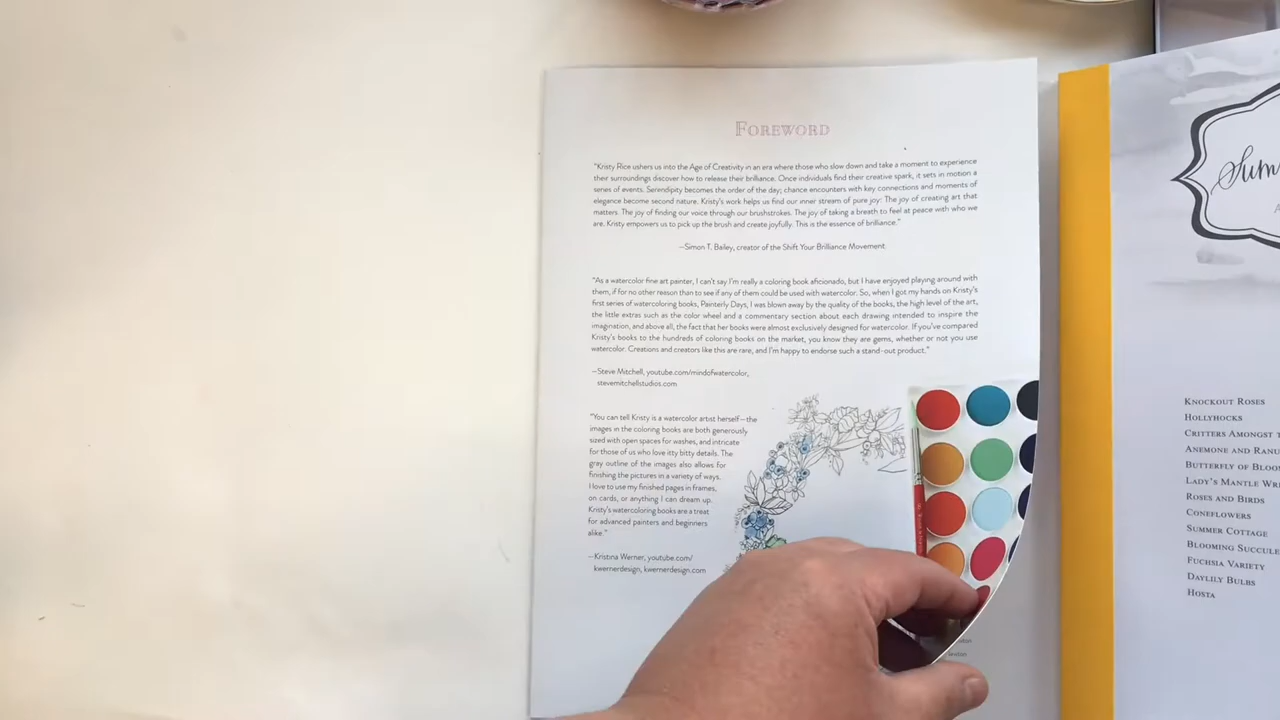 Foreword
"Kristy Rice ushers us into the Age of Creativity in an era where those who slow down and take a moment to experience
their surroundings discover how to release their brilliance. Once individuals find their creative spark, it sets in motion a
series of events. Serendipity becomes the order of the day; chance encounters with key connections and moments of
elegance become second nature. Kristy's work helps us find our inner stream of pure joy: The joy of creating art that
matters. The joy of finding our voice through our brushstrokes. The joy of taking a breath to feel at peace with who we
are. Kristy empowers us to pick up the brush and create joyfully. This is the essence of brilliance."
—Simon T. Bailey, creator of the Shift Your Brilliance Movement
"As a watercolor fine art painter, I can't say I'm really a coloring book aficionado, but I have enjoyed playing around with
them, if for no other reason than to see if any of them could be used with watercolor. So, when I got my hands on Kristy's
first series of watercoloring books, Painterly Days, I was blown away by the quality of the books, the high level of the art,
the little extras such as the color wheel and a commentary section about each drawing intended to inspire the
imagination, and above all, the fact that her books were almost exclusively designed for watercolor. If you've compared
Kristy's books to the hundreds of coloring books on the market, you know they are gems, whether or not you use
watercolor. Creations and creators like this are rare, and I'm happy to endorse such a stand-out product."
—Steve Mitchell, youtube.com/mindofwatercolor,
stevemitchellstudios.com
"You can tell Kristy is a watercolor artist herself—the
images in the coloring books are both generously
sized with open spaces for washes, and intricate
for those of us who love itty bitty details. The
gray outline of the images also allows for
finishing the pictures in a variety of ways.
I love to use my finished pages in frames,
on cards, or anything I can dream up.
Kristy's watercoloring books are a treat
for advanced painters and beginners
alike."
—Kristina Werner, youtube.com/
kwernerdesign, kwernerdesign.com
Knockout Roses
Hollyhocks
Critters Amongst
Anemone and
Butterfly of
Lady's Mantle
Roses and Birds
Coneflowers
Summer Cottage
Blooming
Fuchsia Variety
Daylily Bulbs
Hosta